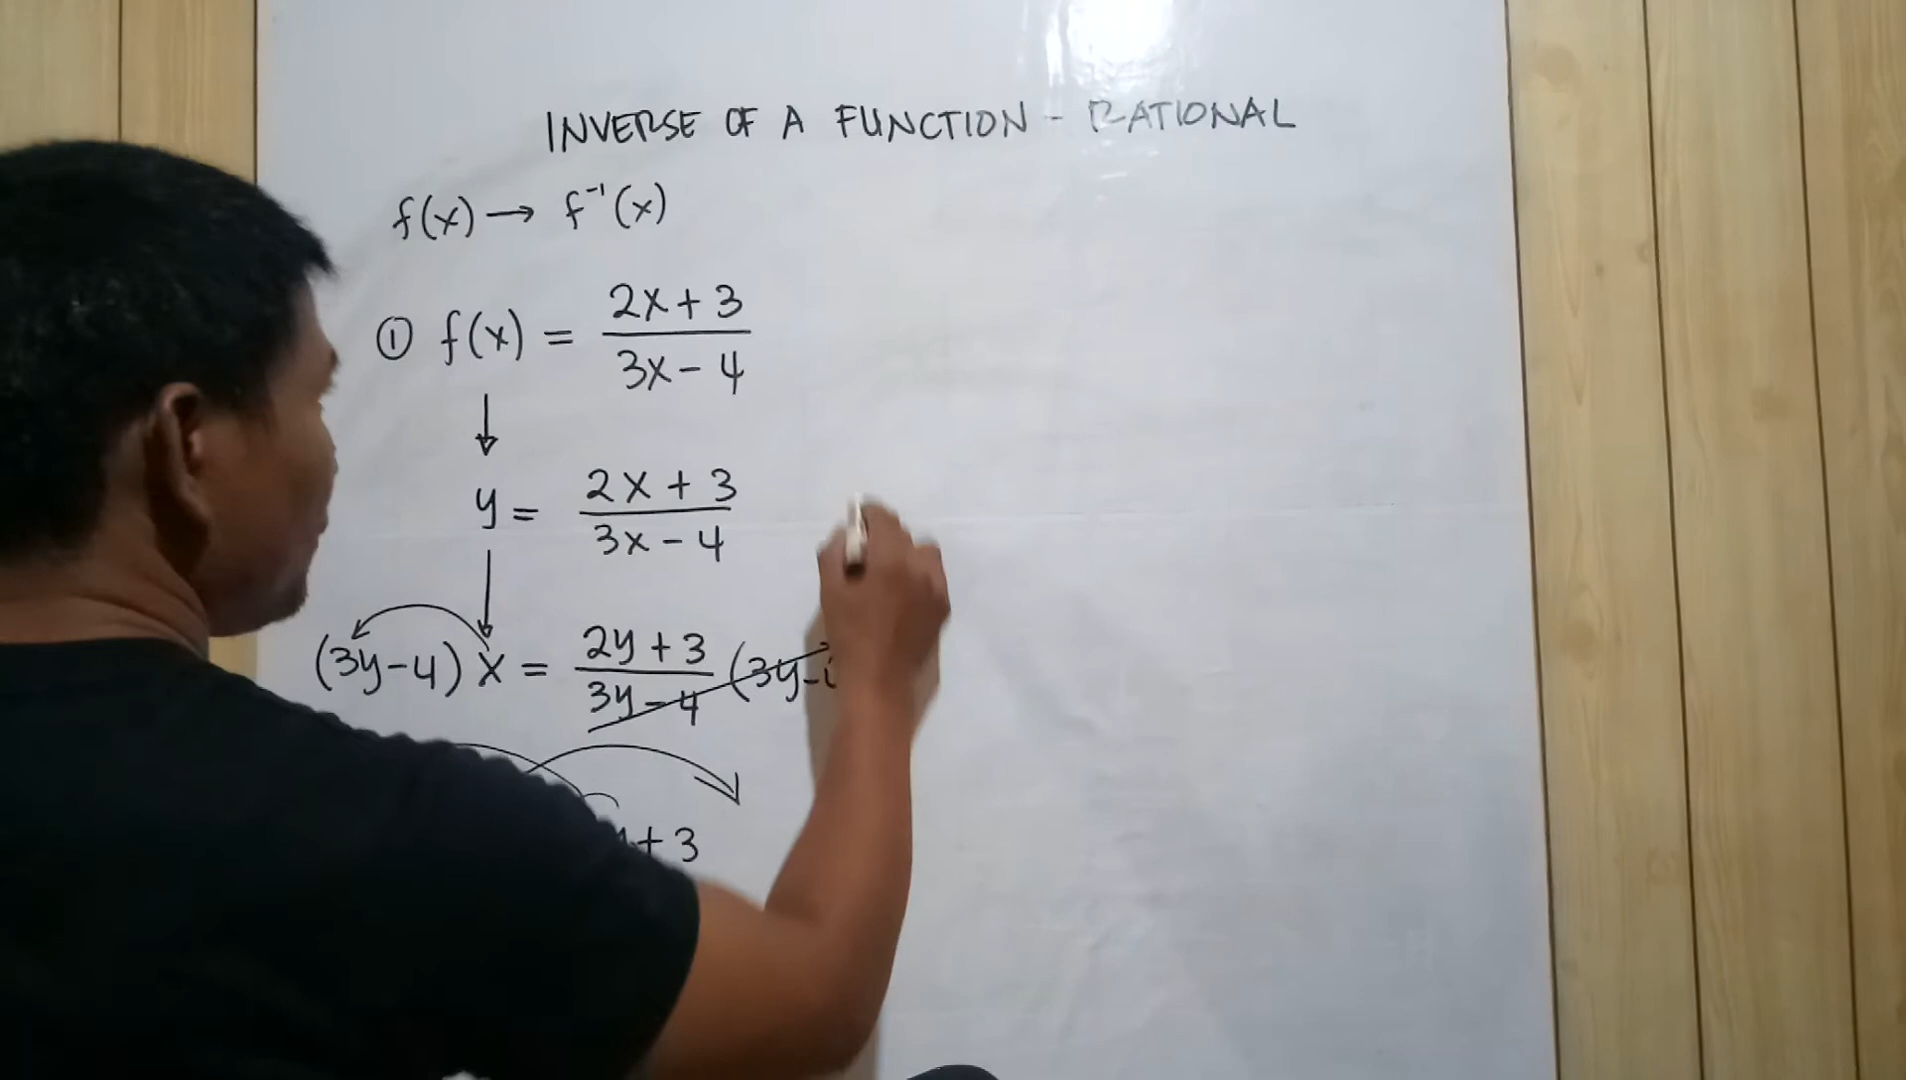 INVERSE OF A FUNCTION - RATIONAL
f(x) → f⁻¹(x)
① f(x) = (2x + 3)/(3x - 4)
↓
y = (2x + 3)/(3x - 4)
↓
(3y - 4) x = (2y + 3)/(3y - 4) (3y -
+ 3